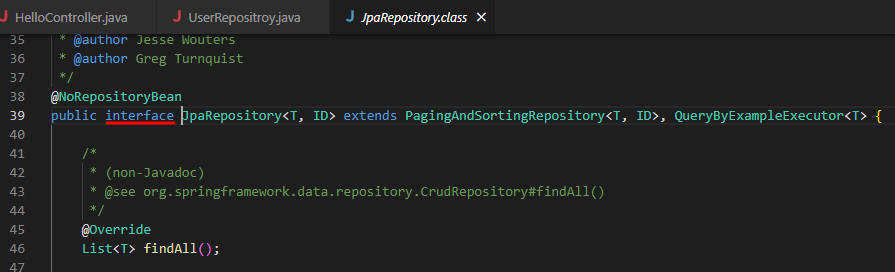 HelloController.java UserRepositroy.java JpaRepository.class
35 * @author Jesse Wouters
36 * @author Greg Turnquist
37 */
38 @NoRepositoryBean
39 public interface JpaRepository<T, ID> extends PagingAndSortingRepository<T, ID>, QueryByExampleExecutor<T> {
40
41 /*
42 * (non-Javadoc)
43 * @see org.springframework.data.repository.CrudRepository#findAll()
44 */
45 @Override
46 List<T> findAll();
47